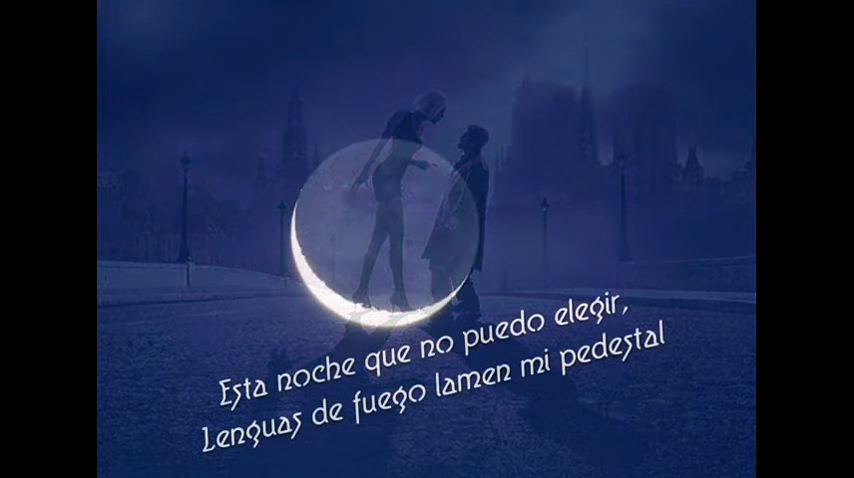 Esta noche que no puedo elegir,
Lenguas de fuego lamen mi pedestal